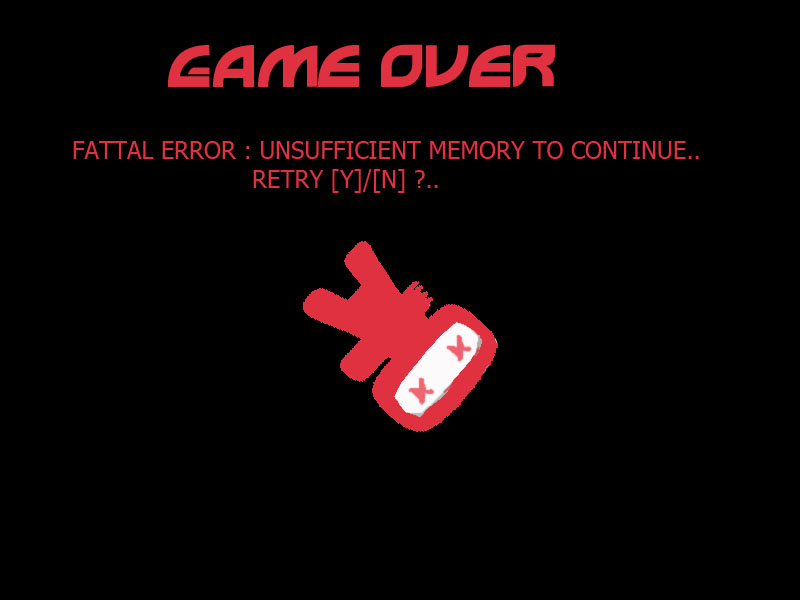 GAME OVER
FATTAL ERROR : UNSUFFICIENT MEMORY TO CONTINUE..
RETRY [Y]/[N] ?..